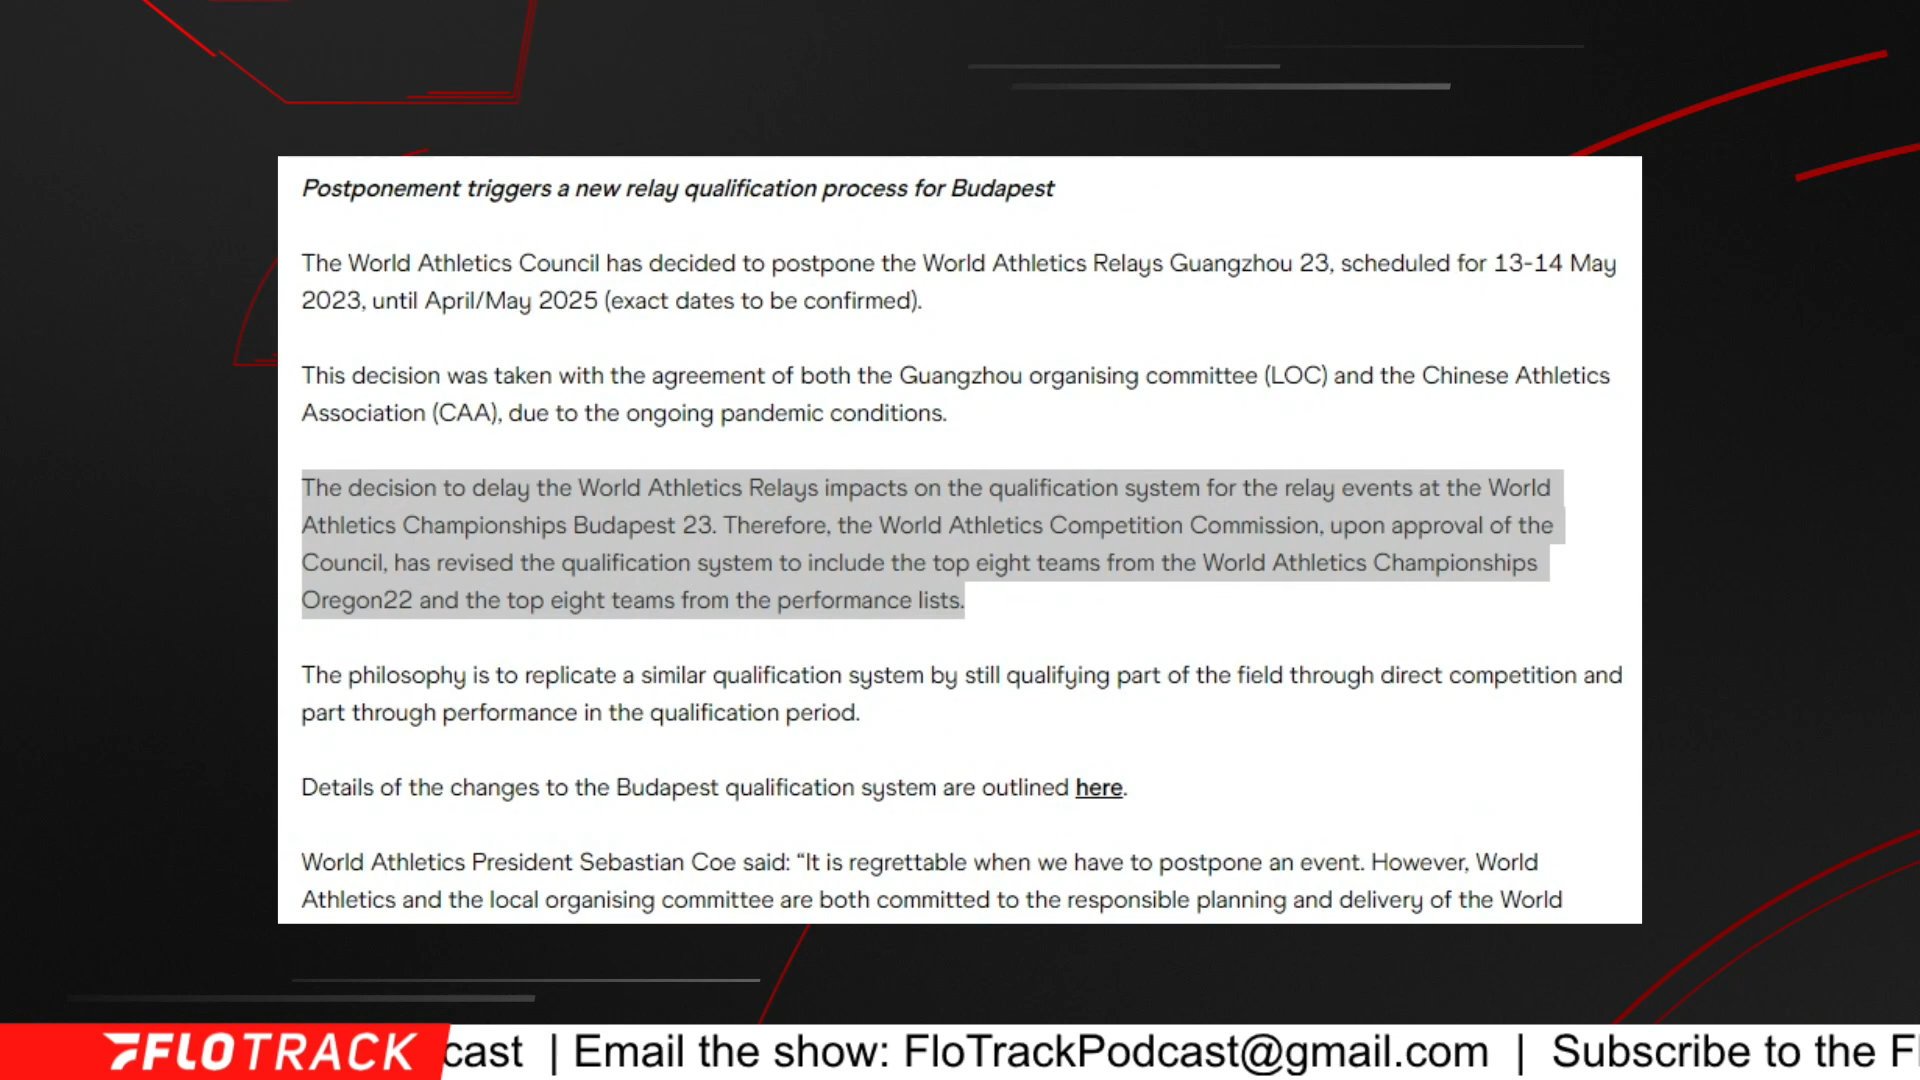 Postponement triggers a new relay qualification process for Budapest
The World Athletics Council has decided to postpone the World Athletics Relays Guangzhou 23, scheduled for 13-14 May
2023, until April/May 2025 (exact dates to be confirmed).
This decision was taken with the agreement of both the Guangzhou organising committee (LOC) and the Chinese Athletics
Association (CAA), due to the ongoing pandemic conditions.
The decision to delay the World Athletics Relays impacts on the qualification system for the relay events at the World
Athletics Championships Budapest 23. Therefore, the World Athletics Competition Commission, upon approval of the
Council, has revised the qualification system to include the top eight teams from the World Athletics Championships
Oregon22 and the top eight teams from the performance lists.
The philosophy is to replicate a similar qualification system by still qualifying part of the field through direct competition and
part through performance in the qualification period.
Details of the changes to the Budapest qualification system are outlined here.
World Athletics President Sebastian Coe said: “It is regrettable when we have to postpone an event. However, World
Athletics and the local organising committee are both committed to the responsible planning and delivery of the World
FLOTRACK cast | Email the show: FloTrackPodcast@gmail.com | Subscribe to the Fl